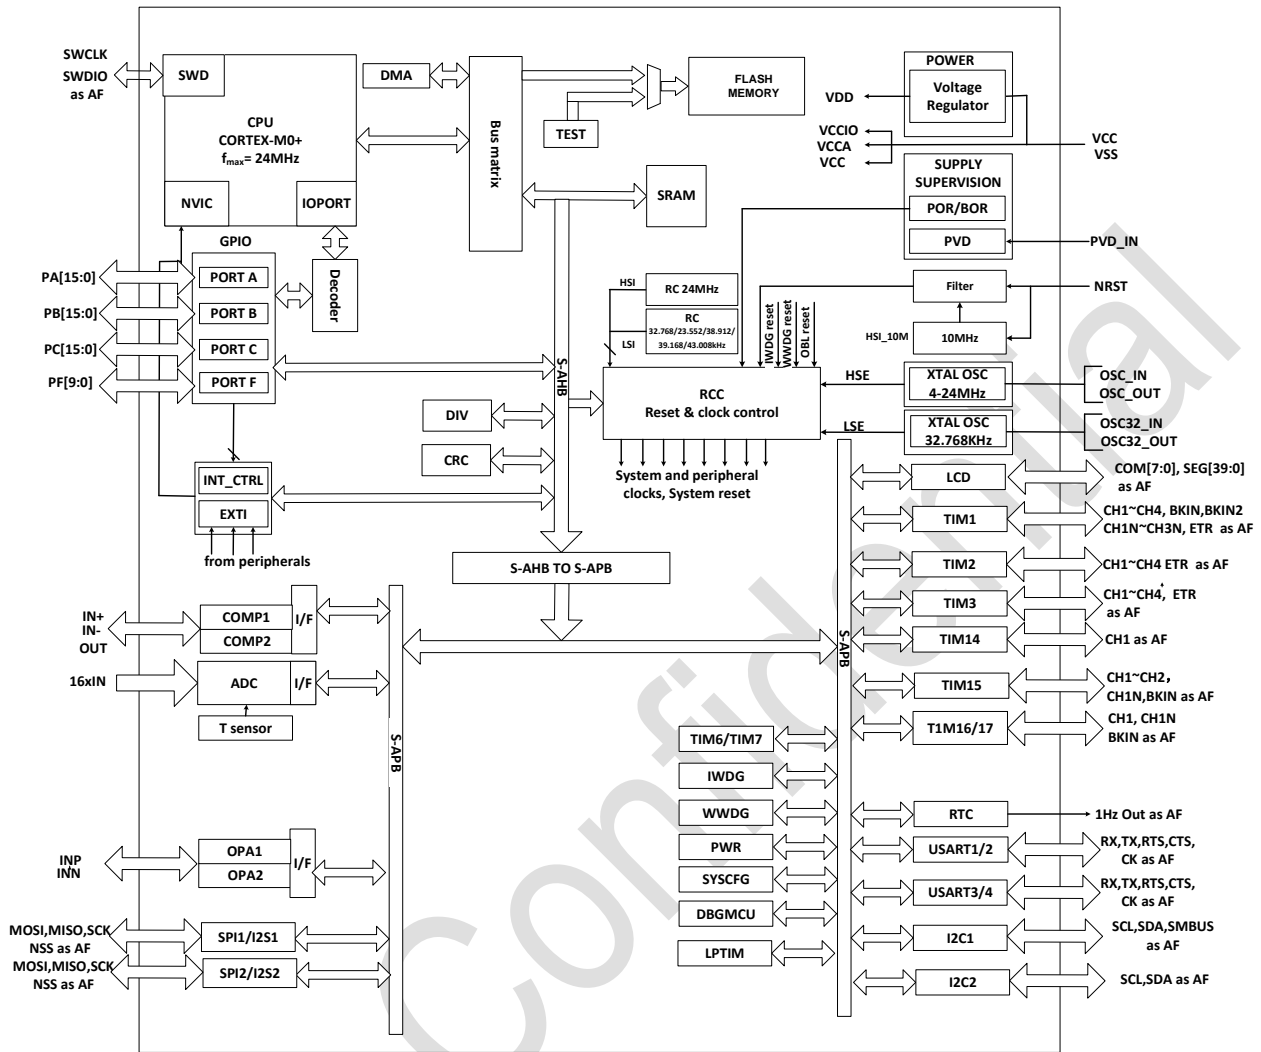 SWCLK
SWDIO
as AF
SWD
CPU
CORTEX-M0+
fmax= 24MHz
NVIC
IOPORT
DMA
Bus matrix
TEST
FLASH
MEMORY
SRAM
POWER
Voltage
Regulator
VDD
VCCIO
VCCA
VCC
VCC
VSS
SUPPLY
SUPERVISION
POR/BOR
PVD
PVD_IN
GPIO
PORT A
PORT B
PORT C
PORT F
PA[15:0]
PB[15:0]
PC[15:0]
PF[9:0]
Decoder
HSI
RC 24MHz
RC
32.768/23.552/38.912/
39.168/43.008kHz
LSI
IWDG reset
WWDG reset
OBL reset
Filter
NRST
HSI_10M
10MHz
S-AHB
RCC
Reset & clock control
HSE
XTAL OSC
4-24MHz
OSC_IN
OSC_OUT
LSE
XTAL OSC
32.768KHz
OSC32_IN
OSC32_OUT
DIV
CRC
System and peripheral
clocks, System reset
INT_CTRL
EXTI
from peripherals
S-AHB TO S-APB
IN+
IN-
OUT
COMP1
COMP2
I/F
16xIN
ADC
I/F
T sensor
S-APB
INP
INN
OPA1
OPA2
I/F
MOSI,MISO,SCK
NSS as AF
SPI1/I2S1
MOSI,MISO,SCK
NSS as AF
SPI2/I2S2
S-APB
LCD
COM[7:0], SEG[39:0]
as AF
TIM1
CH1~CH4, BKIN,BKIN2
CH1N~CH3N, ETR as AF
TIM2
CH1~CH4 ETR as AF
TIM3
CH1~CH4, ETR
as AF
TIM14
CH1 as AF
TIM15
CH1~CH2,
CH1N,BKIN as AF
T1M16/17
CH1, CH1N
BKIN as AF
TIM6/TIM7
IWDG
WWDG
PWR
SYSCFG
DBGMCU
LPTIM
RTC
1Hz Out as AF
USART1/2
RX,TX,RTS,CTS,
CK as AF
USART3/4
RX,TX,RTS,CTS,
CK as AF
I2C1
SCL,SDA,SMBUS
as AF
I2C2
SCL,SDA as AF
Confidenital